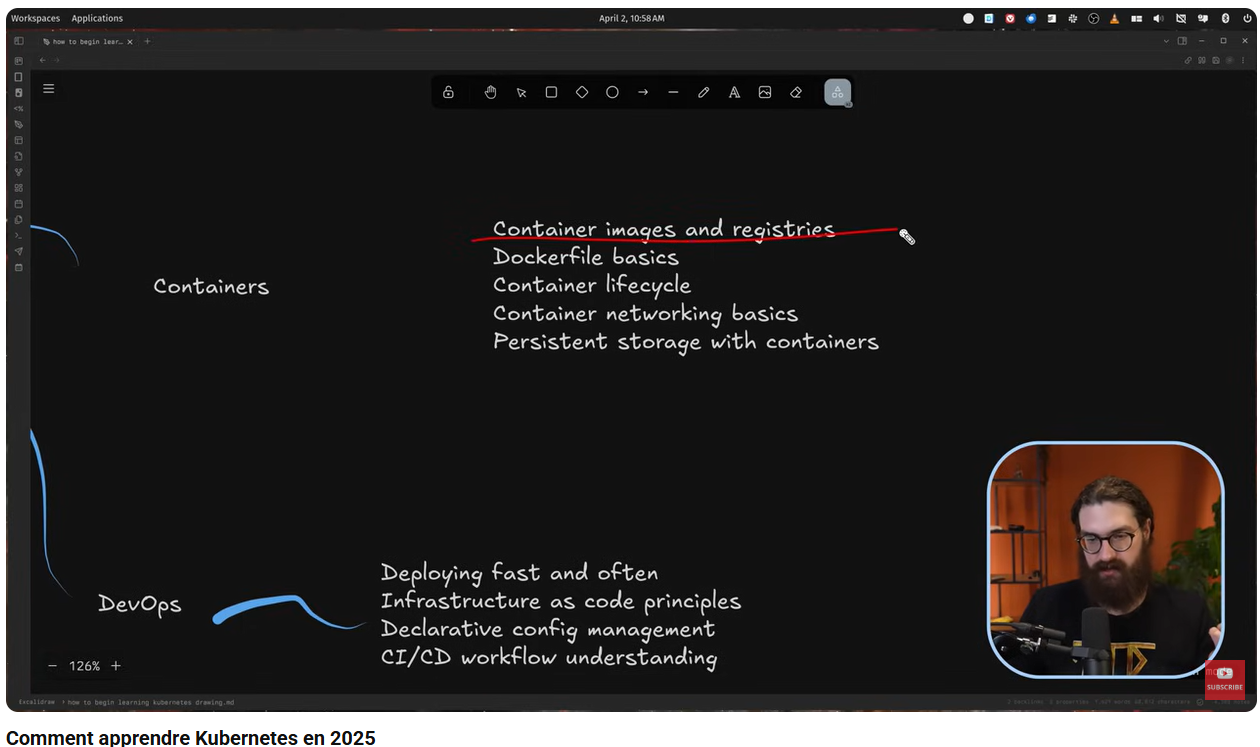 Workspaces Applications April 2, 10:58 AM
how to begin lear...
Container images and registries
Dockerfile basics
Containers
Container lifecycle
Container networking basics
Persistent storage with containers
Deploying fast and often
DevOps
Infrastructure as code principles
Declarative config management
CI/CD workflow understanding
126%
SUBSCRIBE
Excalidraw › how to begin learning kubernetes drawing.md
Comment apprendre Kubernetes en 2025